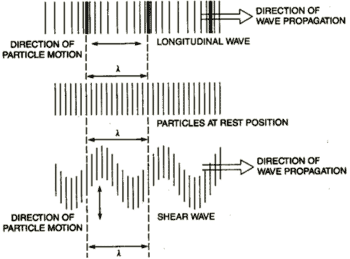 DIRECTION OF
WAVE PROPAGATION
DIRECTION OF
PARTICLE MOTION
LONGITUDINAL WAVE
λ
PARTICLES AT REST POSITION
λ
DIRECTION OF
WAVE PROPAGATION
DIRECTION OF
PARTICLE MOTION
SHEAR WAVE
λ